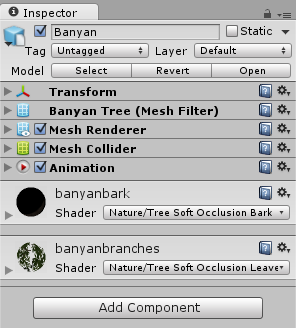 Inspector
Banyan Static
Tag Untagged Layer Default
Model Select Revert Open
Transform
Banyan Tree (Mesh Filter)
Mesh Renderer
Mesh Collider
Animation
banyanbark
Shader Nature/Tree Soft Occlusion Bark
banyanbranches
Shader Nature/Tree Soft Occlusion Leave
Add Component